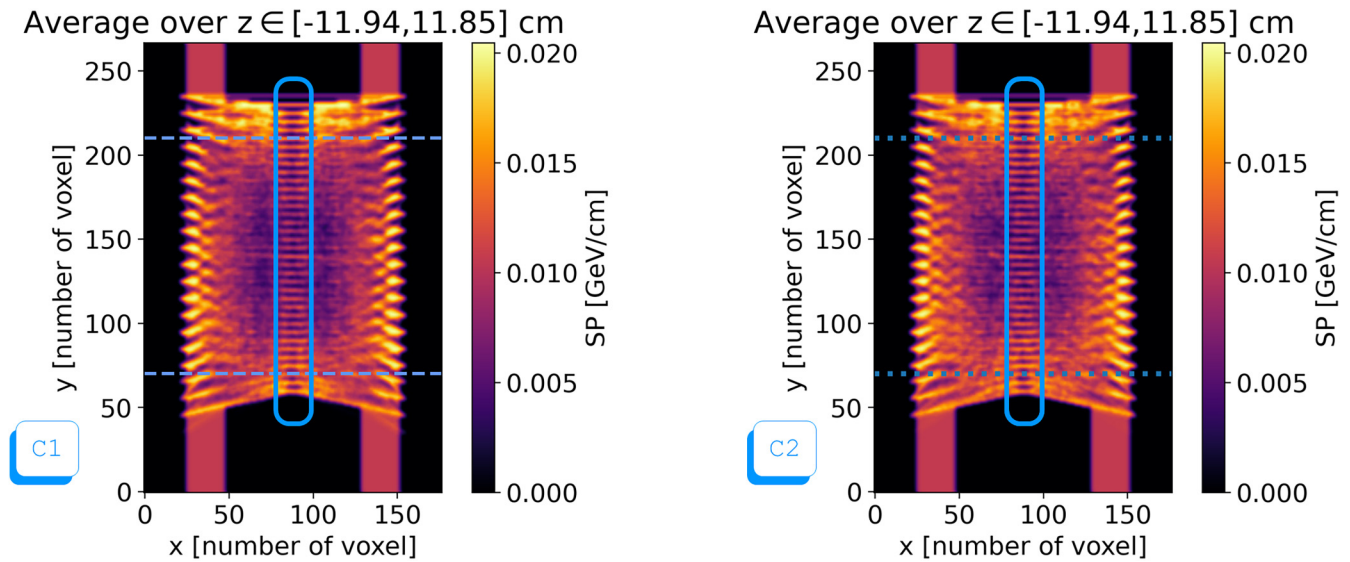 Average over z ∈ [-11.94,11.85] cm
y [number of voxel]
250
200
150
100
50
0
0 50 100 150
x [number of voxel]
0.020
0.015
0.010
0.005
0.000
SP [GeV/cm]
C1
Average over z ∈ [-11.94,11.85] cm
y [number of voxel]
250
200
150
100
50
0
0 50 100 150
x [number of voxel]
0.020
0.015
0.010
0.005
0.000
SP [GeV/cm]
C2